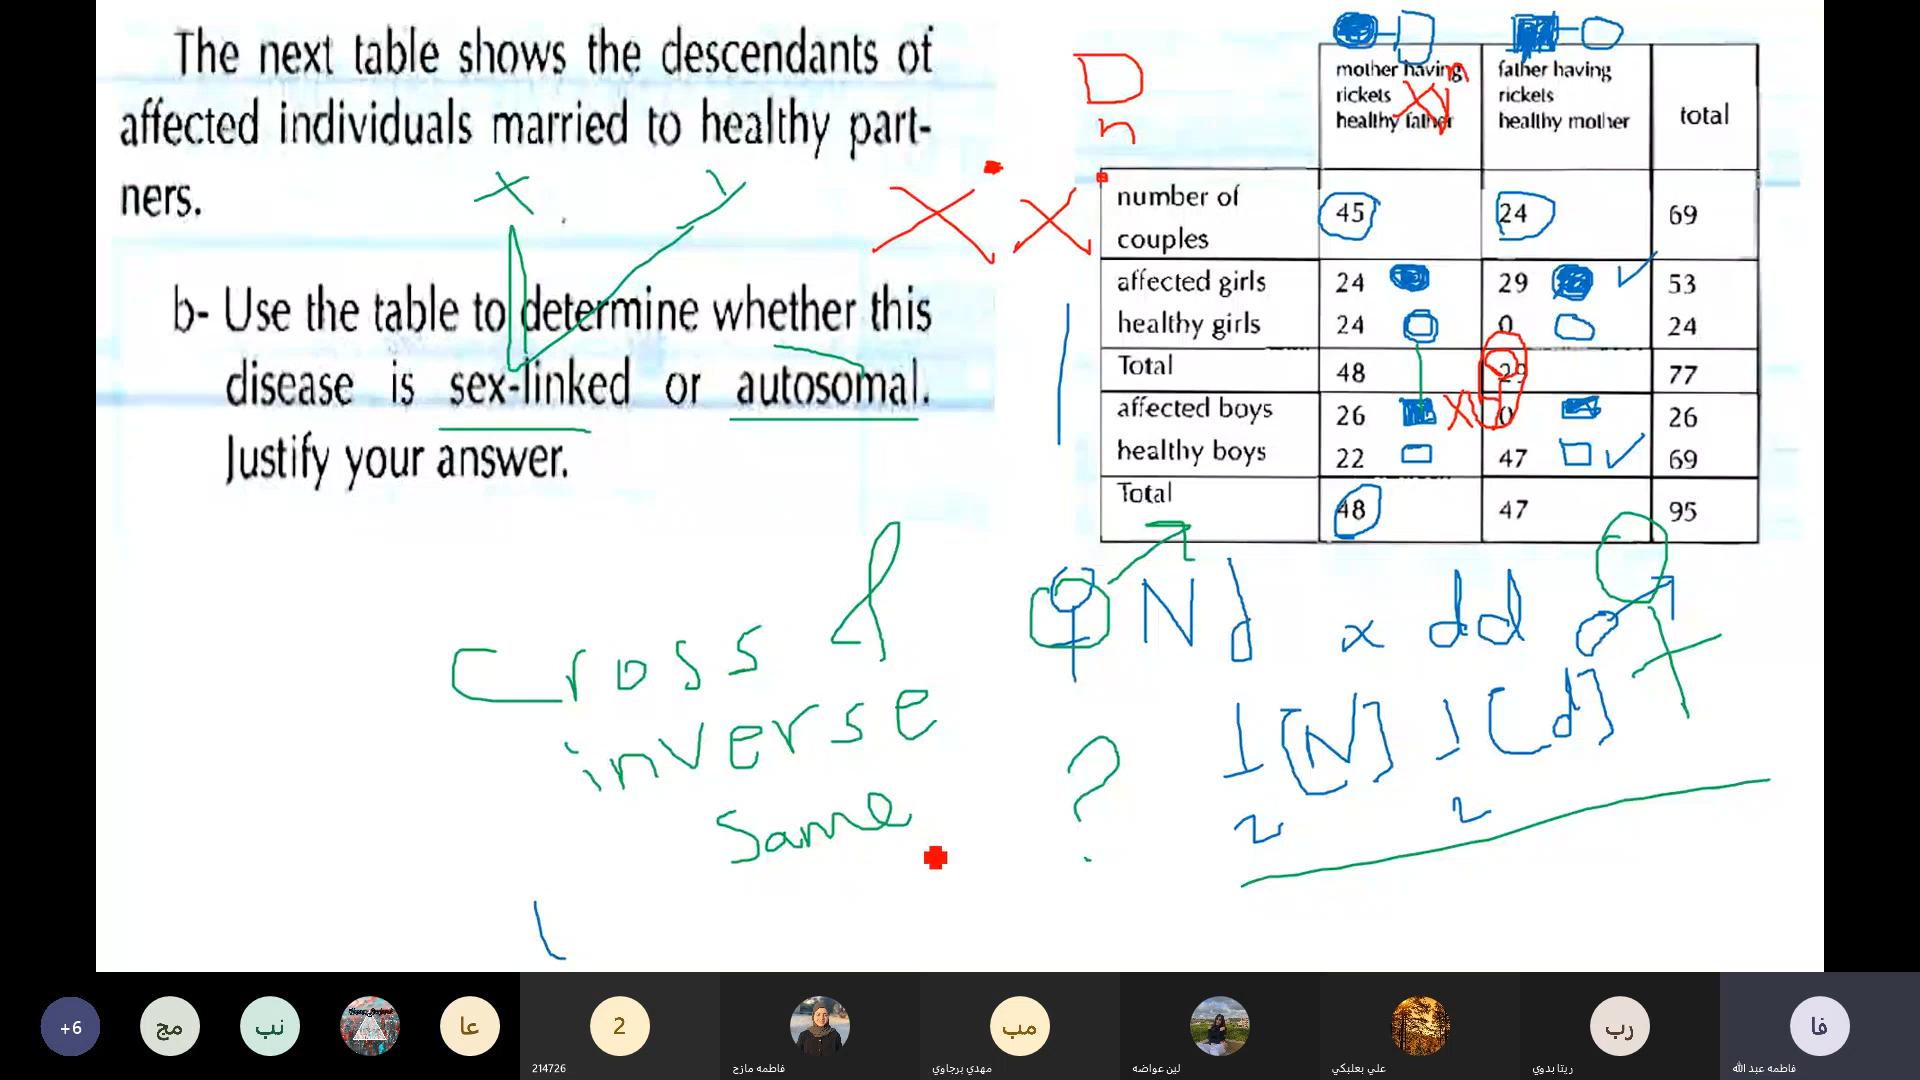 The next table shows the descendants of
affected individuals married to healthy part-
ners.
b- Use the table to determine whether this
disease is sex-linked or autosomal.
Justify your answer.
X y
D
n
X X
mother having
rickets
healthy father
father having
rickets
healthy mother
total
Xy n
number of
couples
45 24 69
affected girls 24 29 53
healthy girls 24 0 24
Total 48 29 77
affected boys 26 0 26
healthy boys 22 47 69
Total 48 47 95
cross &
inverse
same ?
♀ N d x dd ♂
1 [N] 1 [d]
2 2
+6
مج
نب
عا
2
214726
فاطمه مازح
مب
مهدي برجاوي
لين عواضه
علي بعلبكي
رب
ريتا بدوي
فا
فاطمه عبد الله